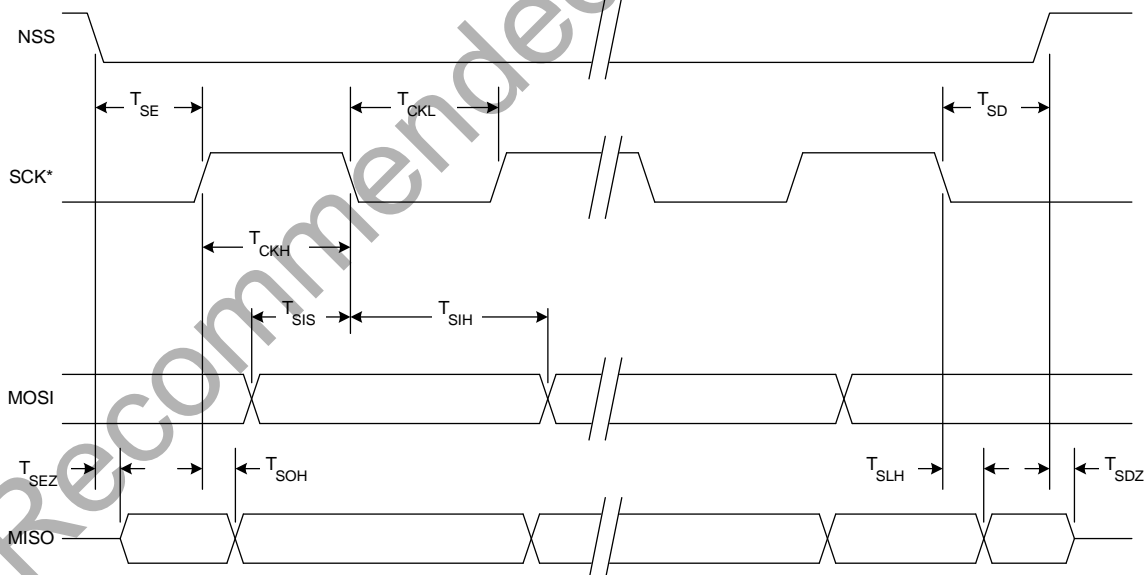 NSS
T_SE
T_CKL
T_SD
SCK*
T_CKH
T_SIS
T_SIH
MOSI
T_SEZ
T_SOH
T_SLH
T_SDZ
MISO
Recommended